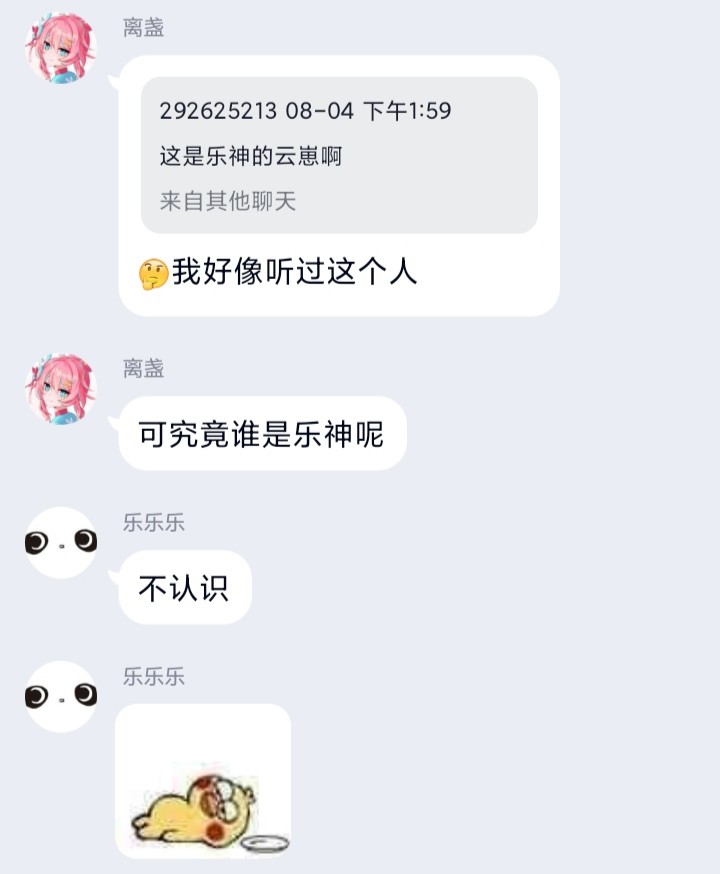 离盏
292625213 08-04 下午1:59
这是乐神的云崽啊
来自其他聊天
🤔我好像听过这个人
离盏
可究竟谁是乐神呢
乐乐乐
不认识
乐乐乐